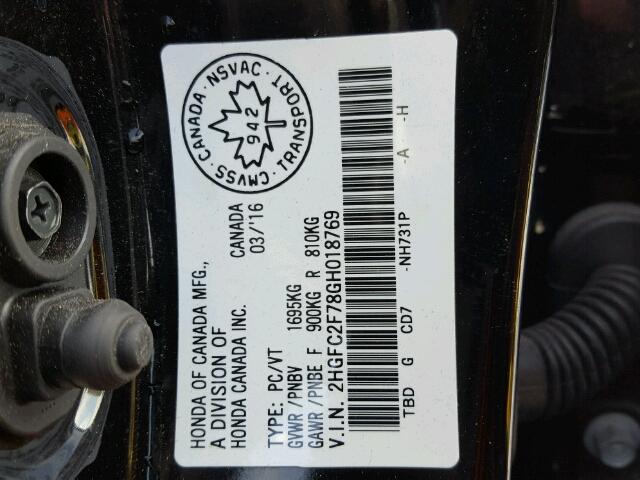 HONDA OF CANADA MFG., CANADA
A DIVISION OF 03/16
HONDA CANADA INC.
TYPE: PC/VT
GVWR/PNBV 1695KG
GAWR/PNBE F 900KG R 810KG
V.I.N. 2HGFC2F78GH018769
TBD G CD7 -NH731P -A -H
CANADA · NSVAC · TRANSPORT · CMVSS ·
942